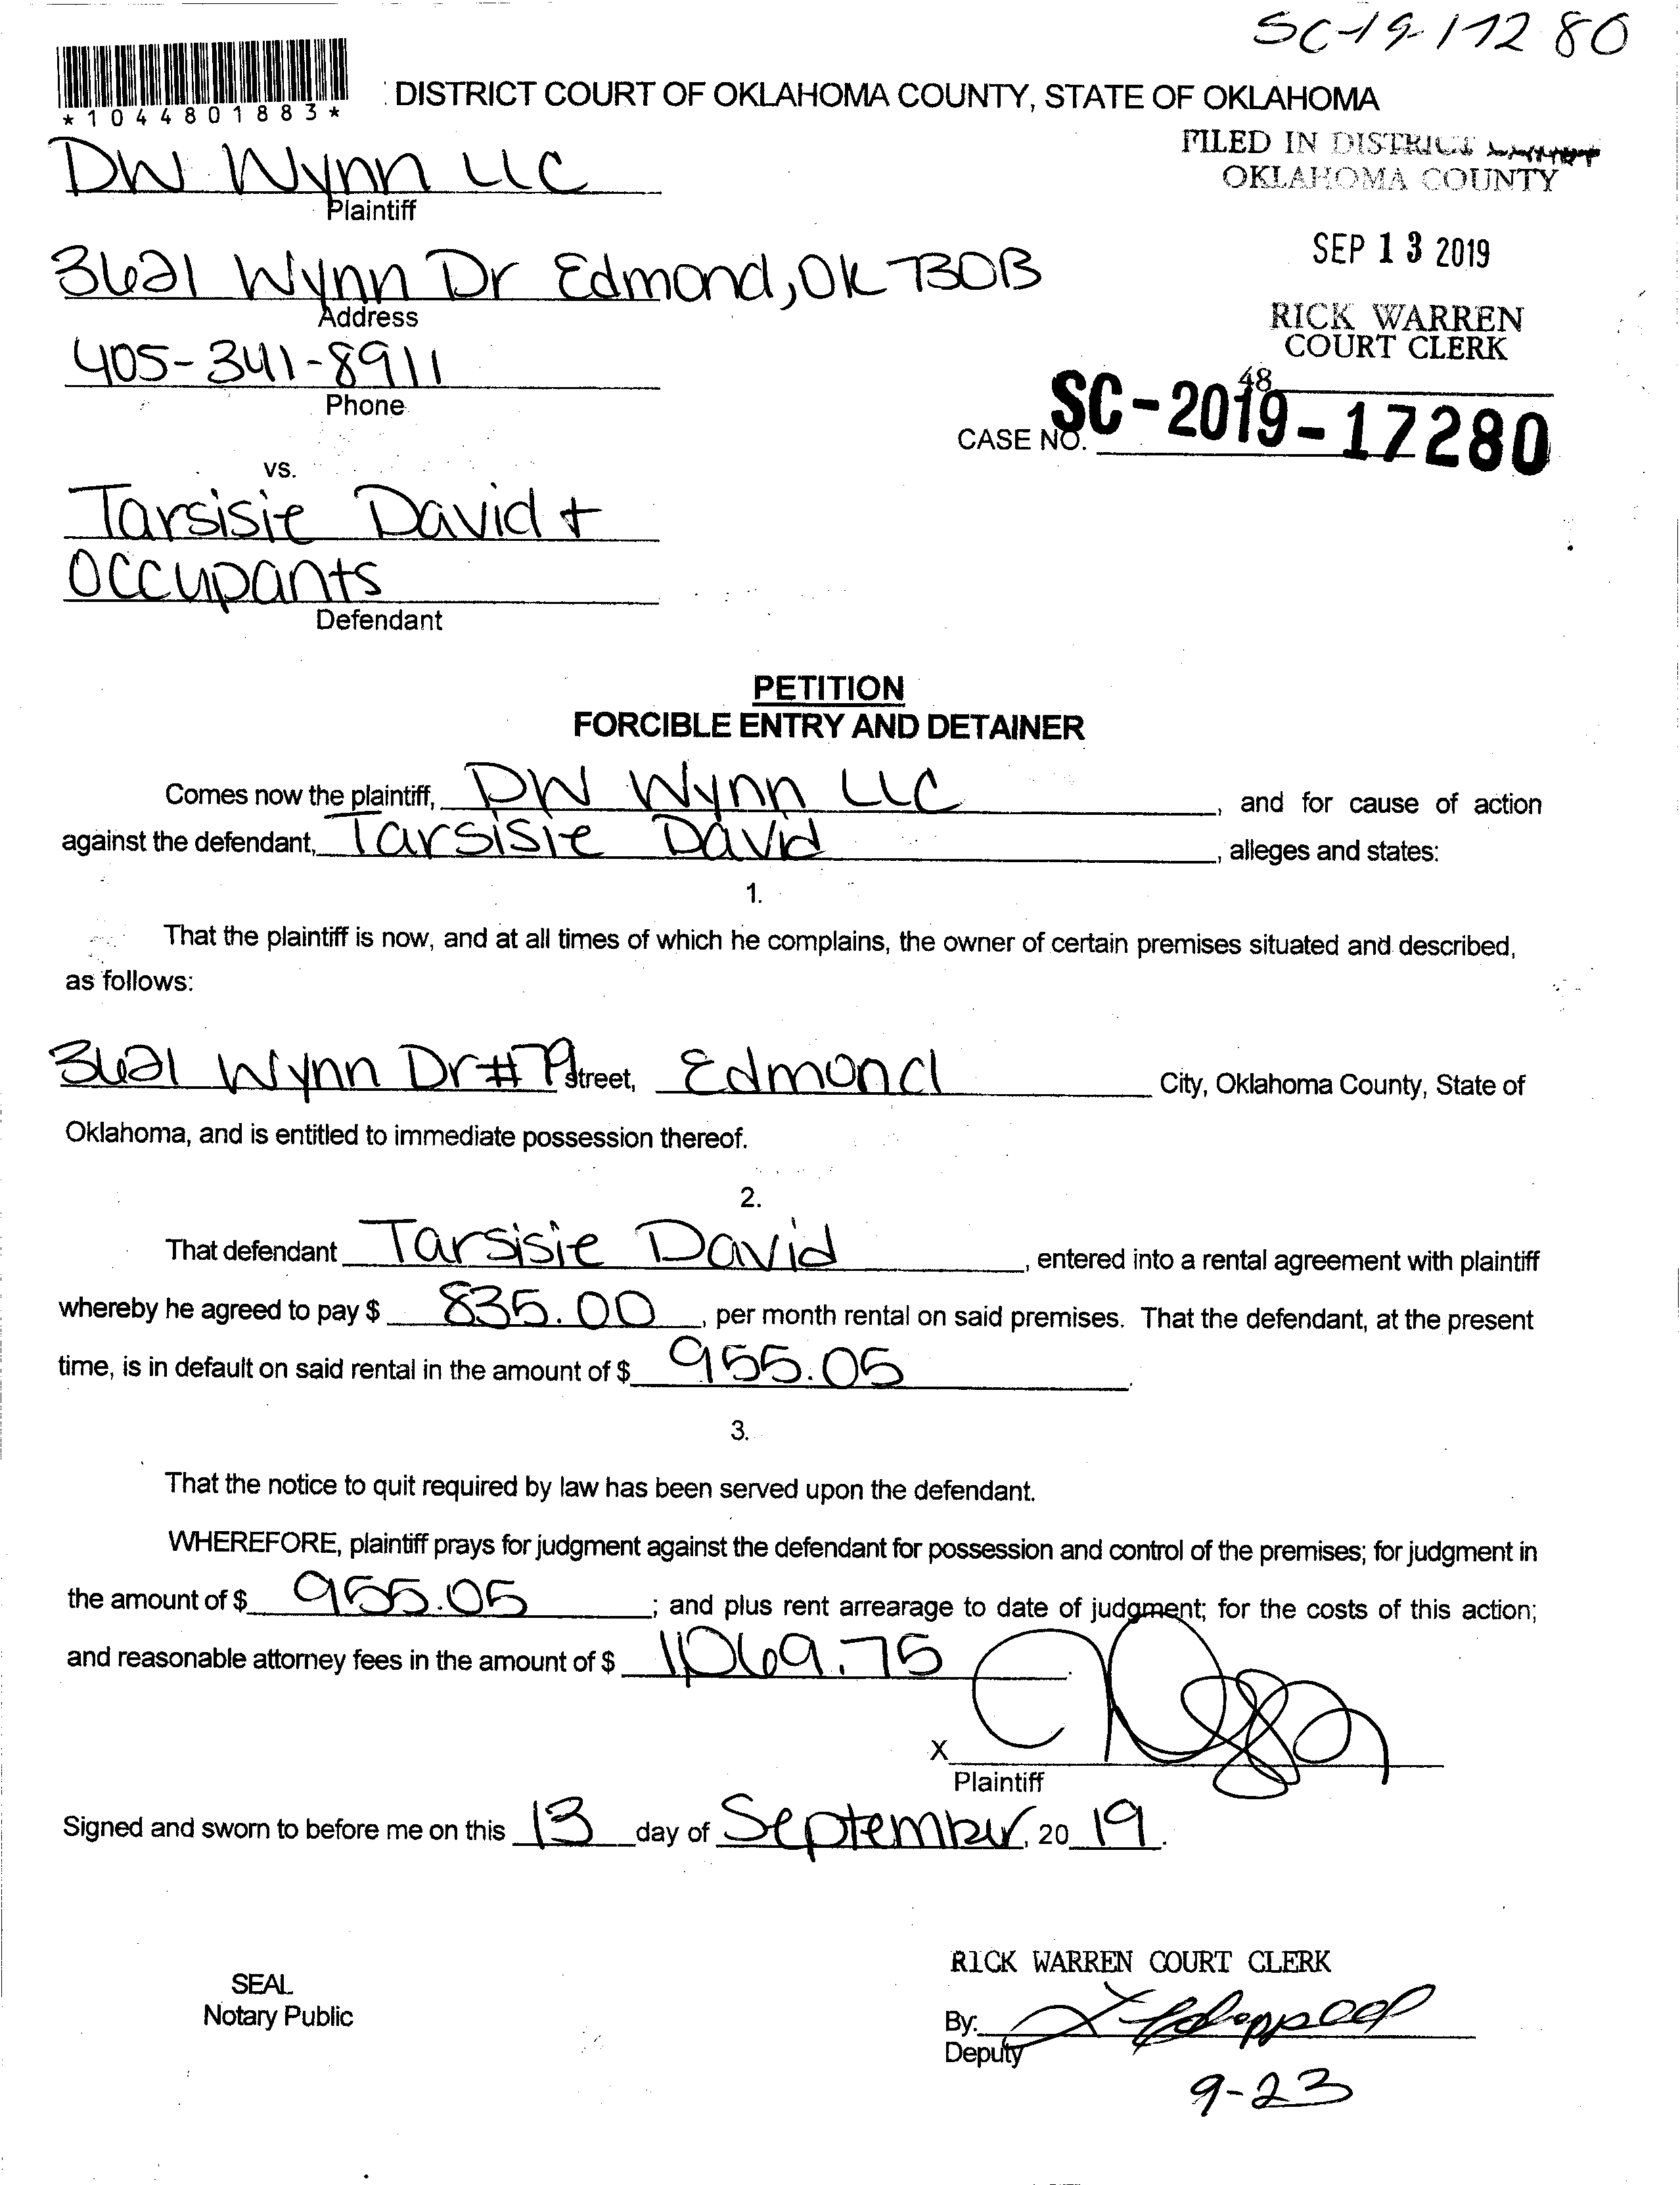 SC-19-17280
*1044801883*
DISTRICT COURT OF OKLAHOMA COUNTY, STATE OF OKLAHOMA
FILED IN DISTRICT
OKLAHOMA COUNTY
DW Wynn LLC
Plaintiff
SEP 13 2019
3621 Wynn Dr Edmond, OK 73013
Address
RICK WARREN
COURT CLERK
405-341-8911
Phone
48
CASE NO. SC-2019-17280
vs.
Tarsisie David +
Occupants
Defendant
PETITION
FORCIBLE ENTRY AND DETAINER
Comes now the plaintiff, DW Wynn LLC, and for cause of action
against the defendant, Tarsisie David, alleges and states:
1.
That the plaintiff is now, and at all times of which he complains, the owner of certain premises situated and described,
as follows:
3621 Wynn Dr #79 Street, Edmond City, Oklahoma County, State of
Oklahoma, and is entitled to immediate possession thereof.
2.
That defendant Tarsisie David, entered into a rental agreement with plaintiff
whereby he agreed to pay $ 835.00, per month rental on said premises. That the defendant, at the present
time, is in default on said rental in the amount of $ 955.05.
3.
That the notice to quit required by law has been served upon the defendant.
WHEREFORE, plaintiff prays for judgment against the defendant for possession and control of the premises; for judgment in
the amount of $ 955.05; and plus rent arrearage to date of judgment; for the costs of this action;
and reasonable attorney fees in the amount of $ 1,069.75.
X
Plaintiff
Signed and sworn to before me on this 13 day of September, 2019.
RICK WARREN COURT CLERK
SEAL
Notary Public
By:
Deputy
9-23